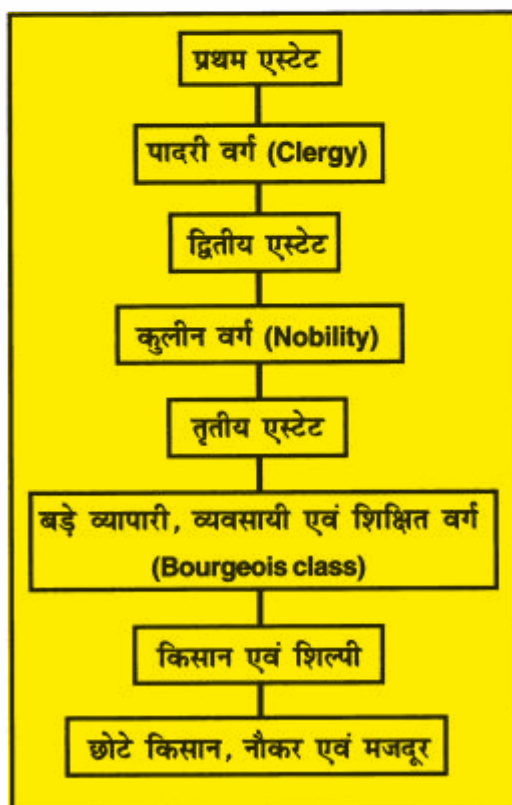 प्रथम एस्टेट
पादरी वर्ग (Clergy)
द्वितीय एस्टेट
कुलीन वर्ग (Nobility)
तृतीय एस्टेट
बड़े व्यापारी, व्यवसायी एवं शिक्षित वर्ग
(Bourgeois class)
किसान एवं शिल्पी
छोटे किसान, नौकर एवं मजदूर